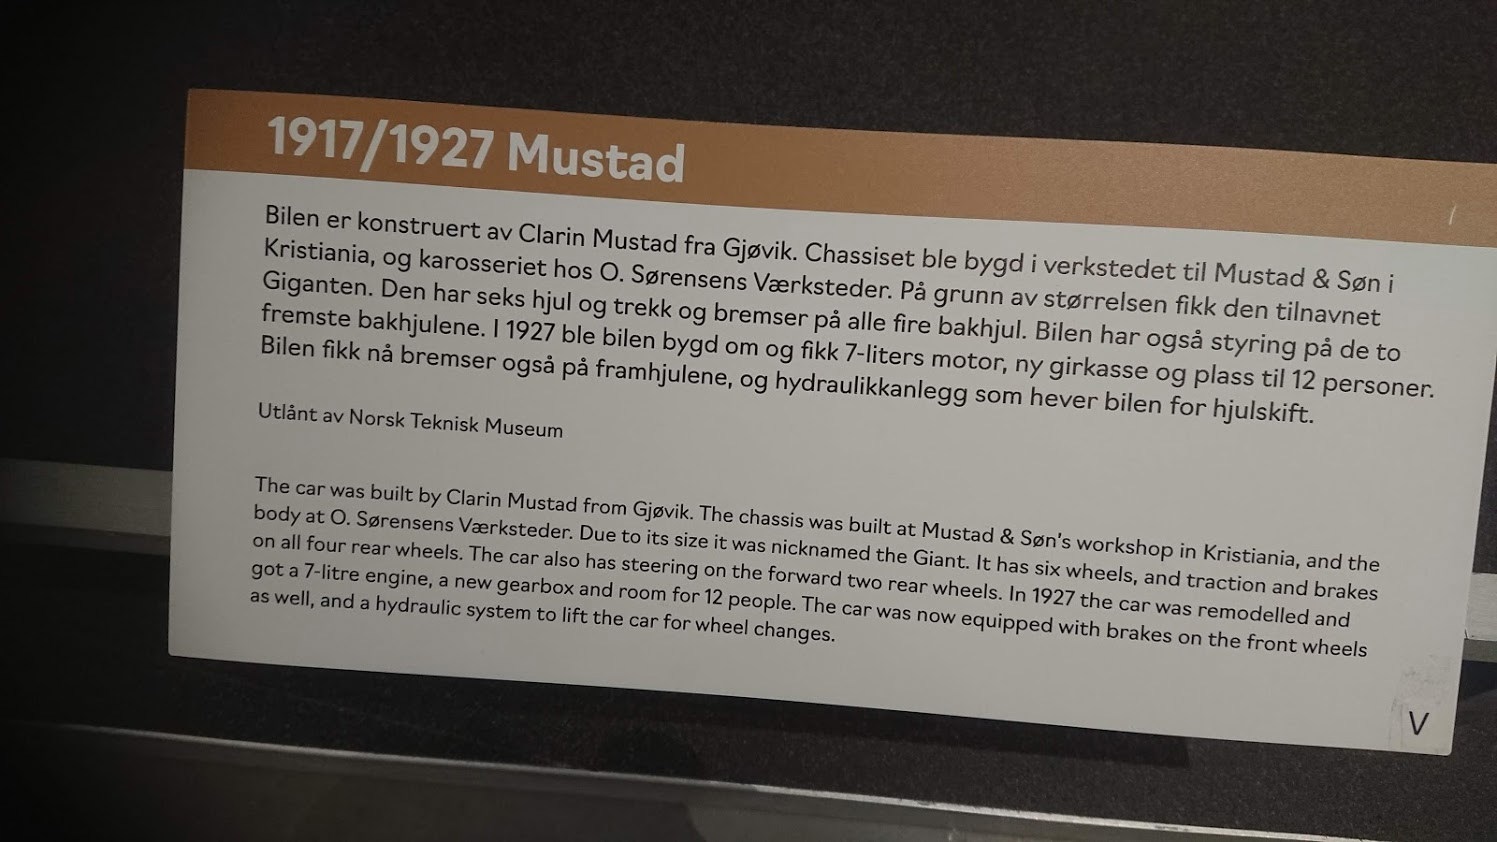 1917/1927 Mustad
Bilen er konstruert av Clarin Mustad fra Gjøvik. Chassiset ble bygd i verkstedet til Mustad & Søn i
Kristiania, og karosseriet hos O. Sørensens Værksteder. På grunn av størrelsen fikk den tilnavnet
Giganten. Den har seks hjul og trekk og bremser på alle fire bakhjul. Bilen har også styring på de to
fremste bakhjulene. I 1927 ble bilen bygd om og fikk 7-liters motor, ny girkasse og plass til 12 personer.
Bilen fikk nå bremser også på framhjulene, og hydraulikkanlegg som hever bilen for hjulskift.
Utlånt av Norsk Teknisk Museum
The car was built by Clarin Mustad from Gjøvik. The chassis was built at Mustad & Søn's workshop in Kristiania, and the
body at O. Sørensens Værksteder. Due to its size it was nicknamed the Giant. It has six wheels, and traction and brakes
on all four rear wheels. The car also has steering on the forward two rear wheels. In 1927 the car was remodelled and
got a 7-litre engine, a new gearbox and room for 12 people. The car was now equipped with brakes on the front wheels
as well, and a hydraulic system to lift the car for wheel changes.
V